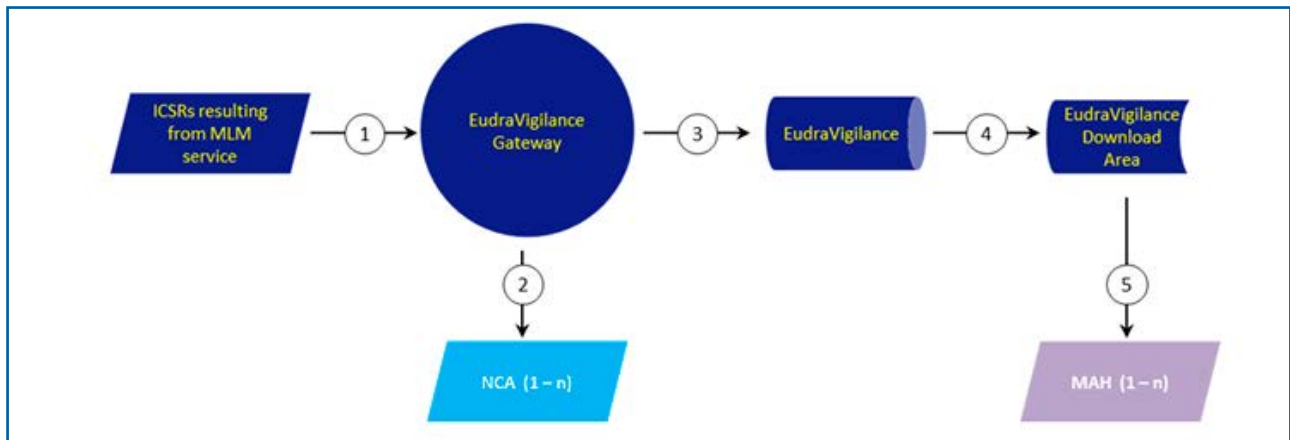 ICSRs resulting
from MLM
service
1
EudraVigilance
Gateway
3
EudraVigilance
4
EudraVigilance
Download
Area
2
5
NCA (1 – n)
MAH (1 – n)